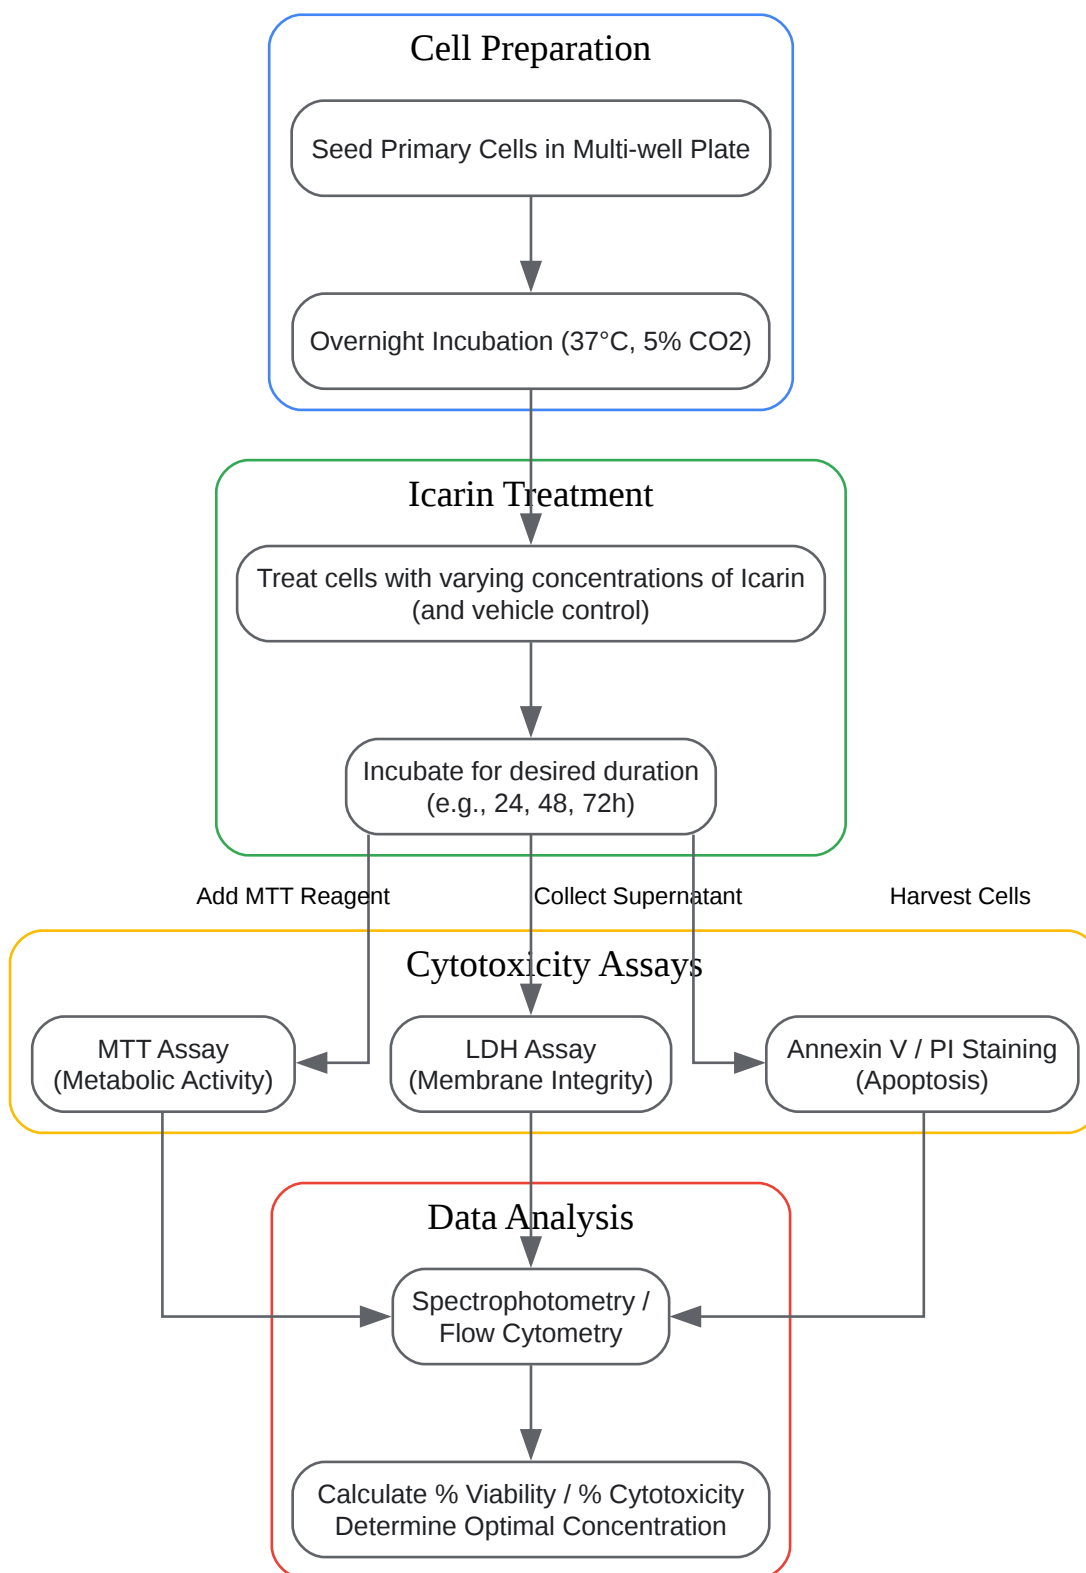 Cell Preparation
Seed Primary Cells in Multi-well Plate
Overnight Incubation (37°C, 5% CO2)
Icarin Treatment
Treat cells with varying concentrations of Icarin
(and vehicle control)
Incubate for desired duration
(e.g., 24, 48, 72h)
Add MTT Reagent
Collect Supernatant
Harvest Cells
Cytotoxicity Assays
MTT Assay
(Metabolic Activity)
LDH Assay
(Membrane Integrity)
Annexin V / PI Staining
(Apoptosis)
Data Analysis
Spectrophotometry /
Flow Cytometry
Calculate % Viability / % Cytotoxicity
Determine Optimal Concentration